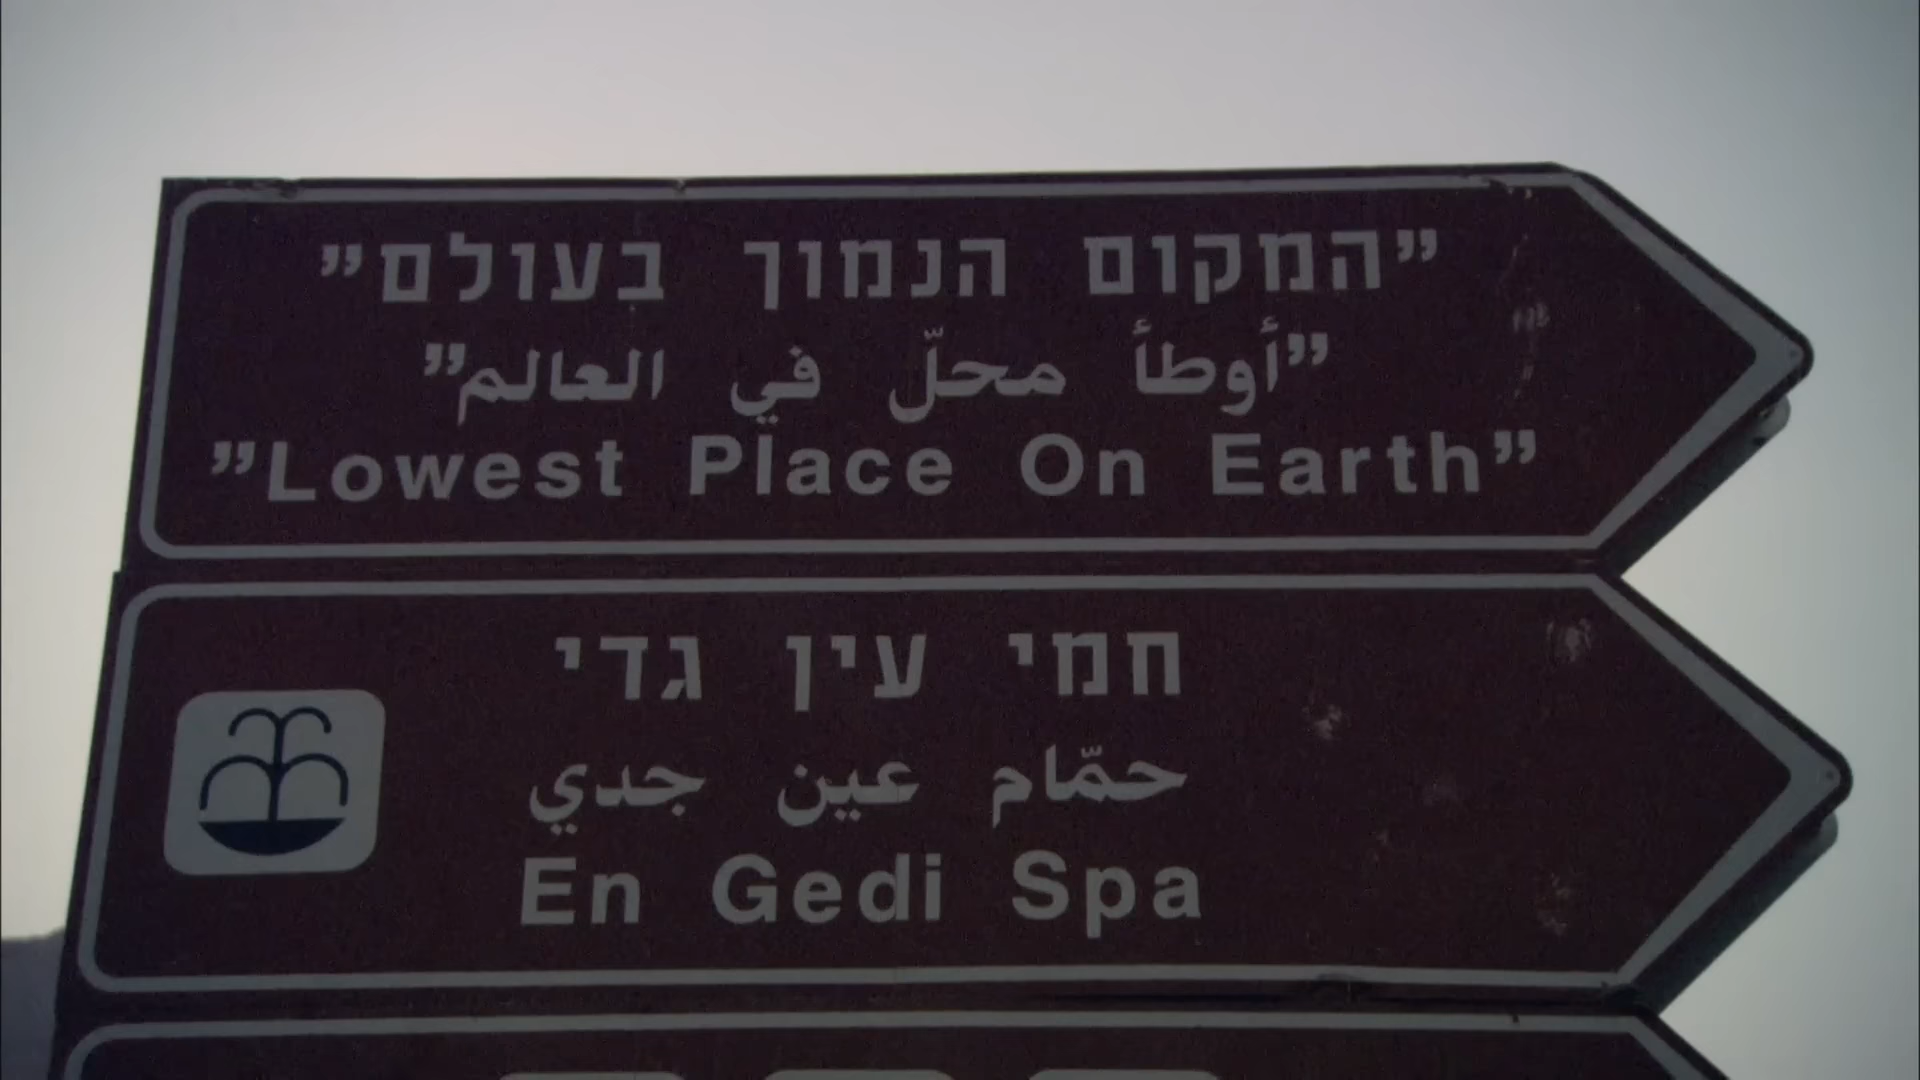 ”המקום הנמוך בעולם”
”أوطأ محلّ في العالم”
”Lowest Place On Earth”
חמי עין גדי
حمّام عين جدي
En Gedi Spa